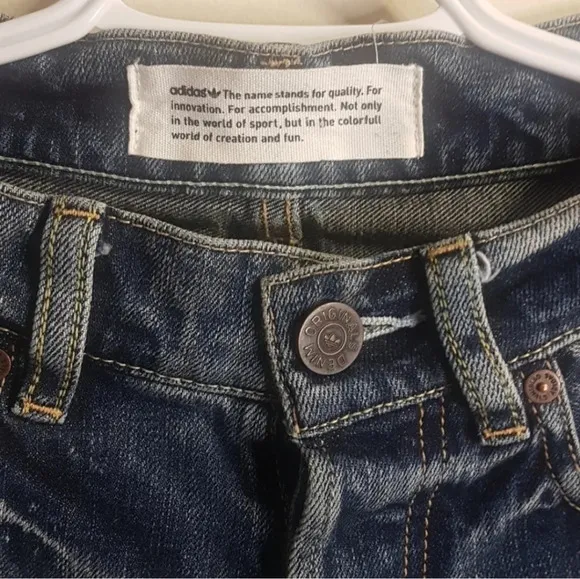 adidas The name stands for quality. For
innovation. For accomplishment. Not only
in the world of sport, but in the colorfull
world of creation and fun.
ORIGINAL
DENIM